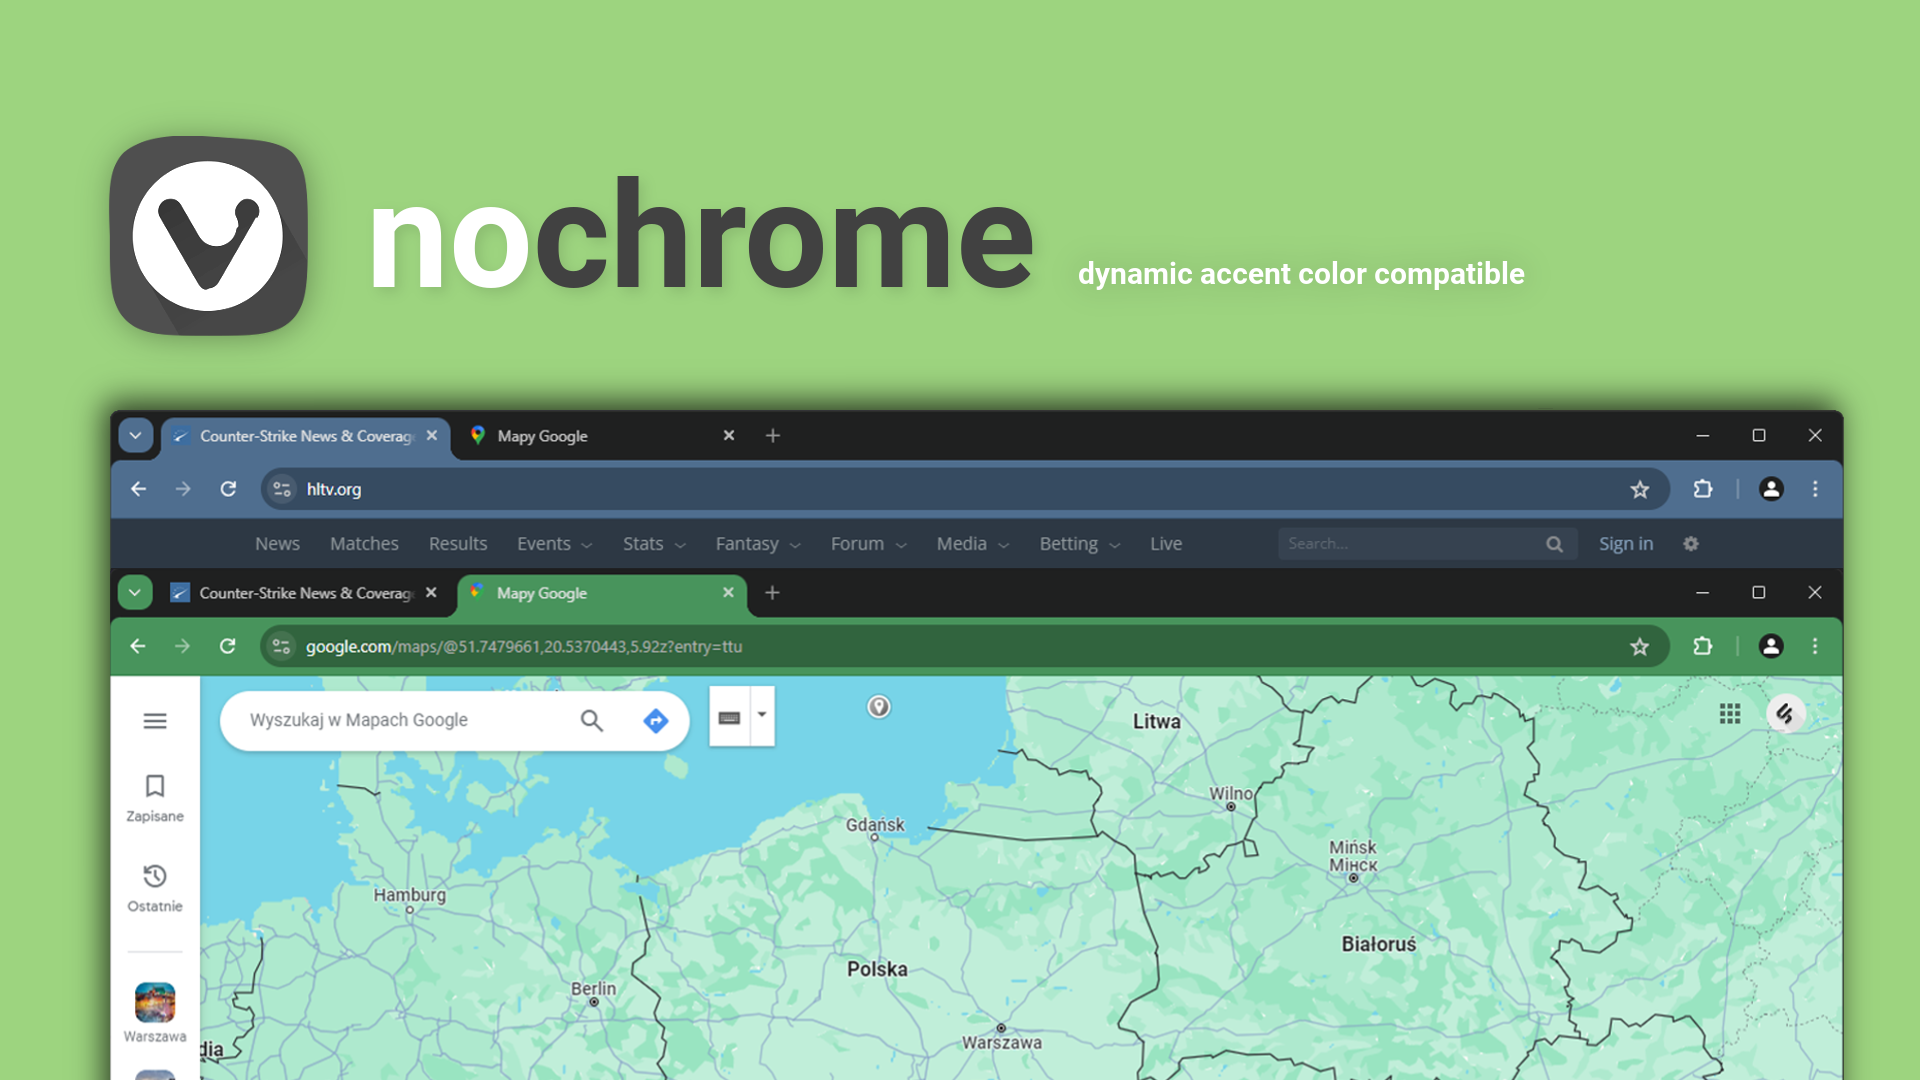 nochrome
dynamic accent color compatible
Counter-Strike News & Coverag
Mapy Google
hltv.org
News Matches Results Events Stats Fantasy Forum Media Betting Live Search... Sign in
Counter-Strike News & Coverag
Mapy Google
google.com/maps/@51.7479661,20.5370443,5.92z?entry=ttu
Wyszukaj w Mapach Google
Litwa
Zapisane
Wilno
Gdańsk
Mińsk
Мінск
Hamburg
Ostatnie
Białoruś
Polska
Berlin
Warszawa
Warszawa
dia